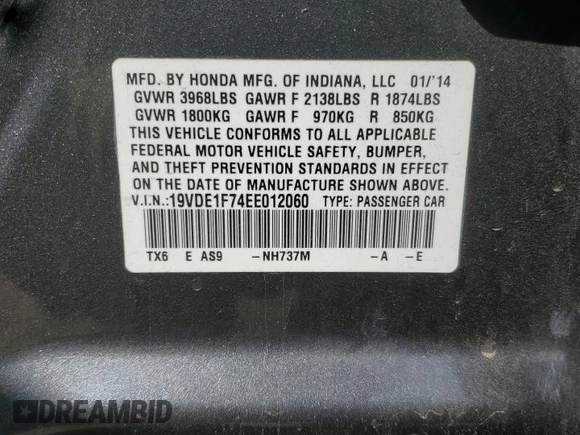 MFD. BY HONDA MFG. OF INDIANA, LLC 01/'14
GVWR 3968LBS GAWR F 2138LBS R 1874LBS
GVWR 1800KG GAWR F 970KG R 850KG
THIS VEHICLE CONFORMS TO ALL APPLICABLE
FEDERAL MOTOR VEHICLE SAFETY, BUMPER,
AND THEFT PREVENTION STANDARDS IN EFFECT
ON THE DATE OF MANUFACTURE SHOWN ABOVE.
V.I.N.:19VDE1F74EE012060 TYPE: PASSENGER CAR
TX6 E AS9 -NH737M -A -E
DREAMBID